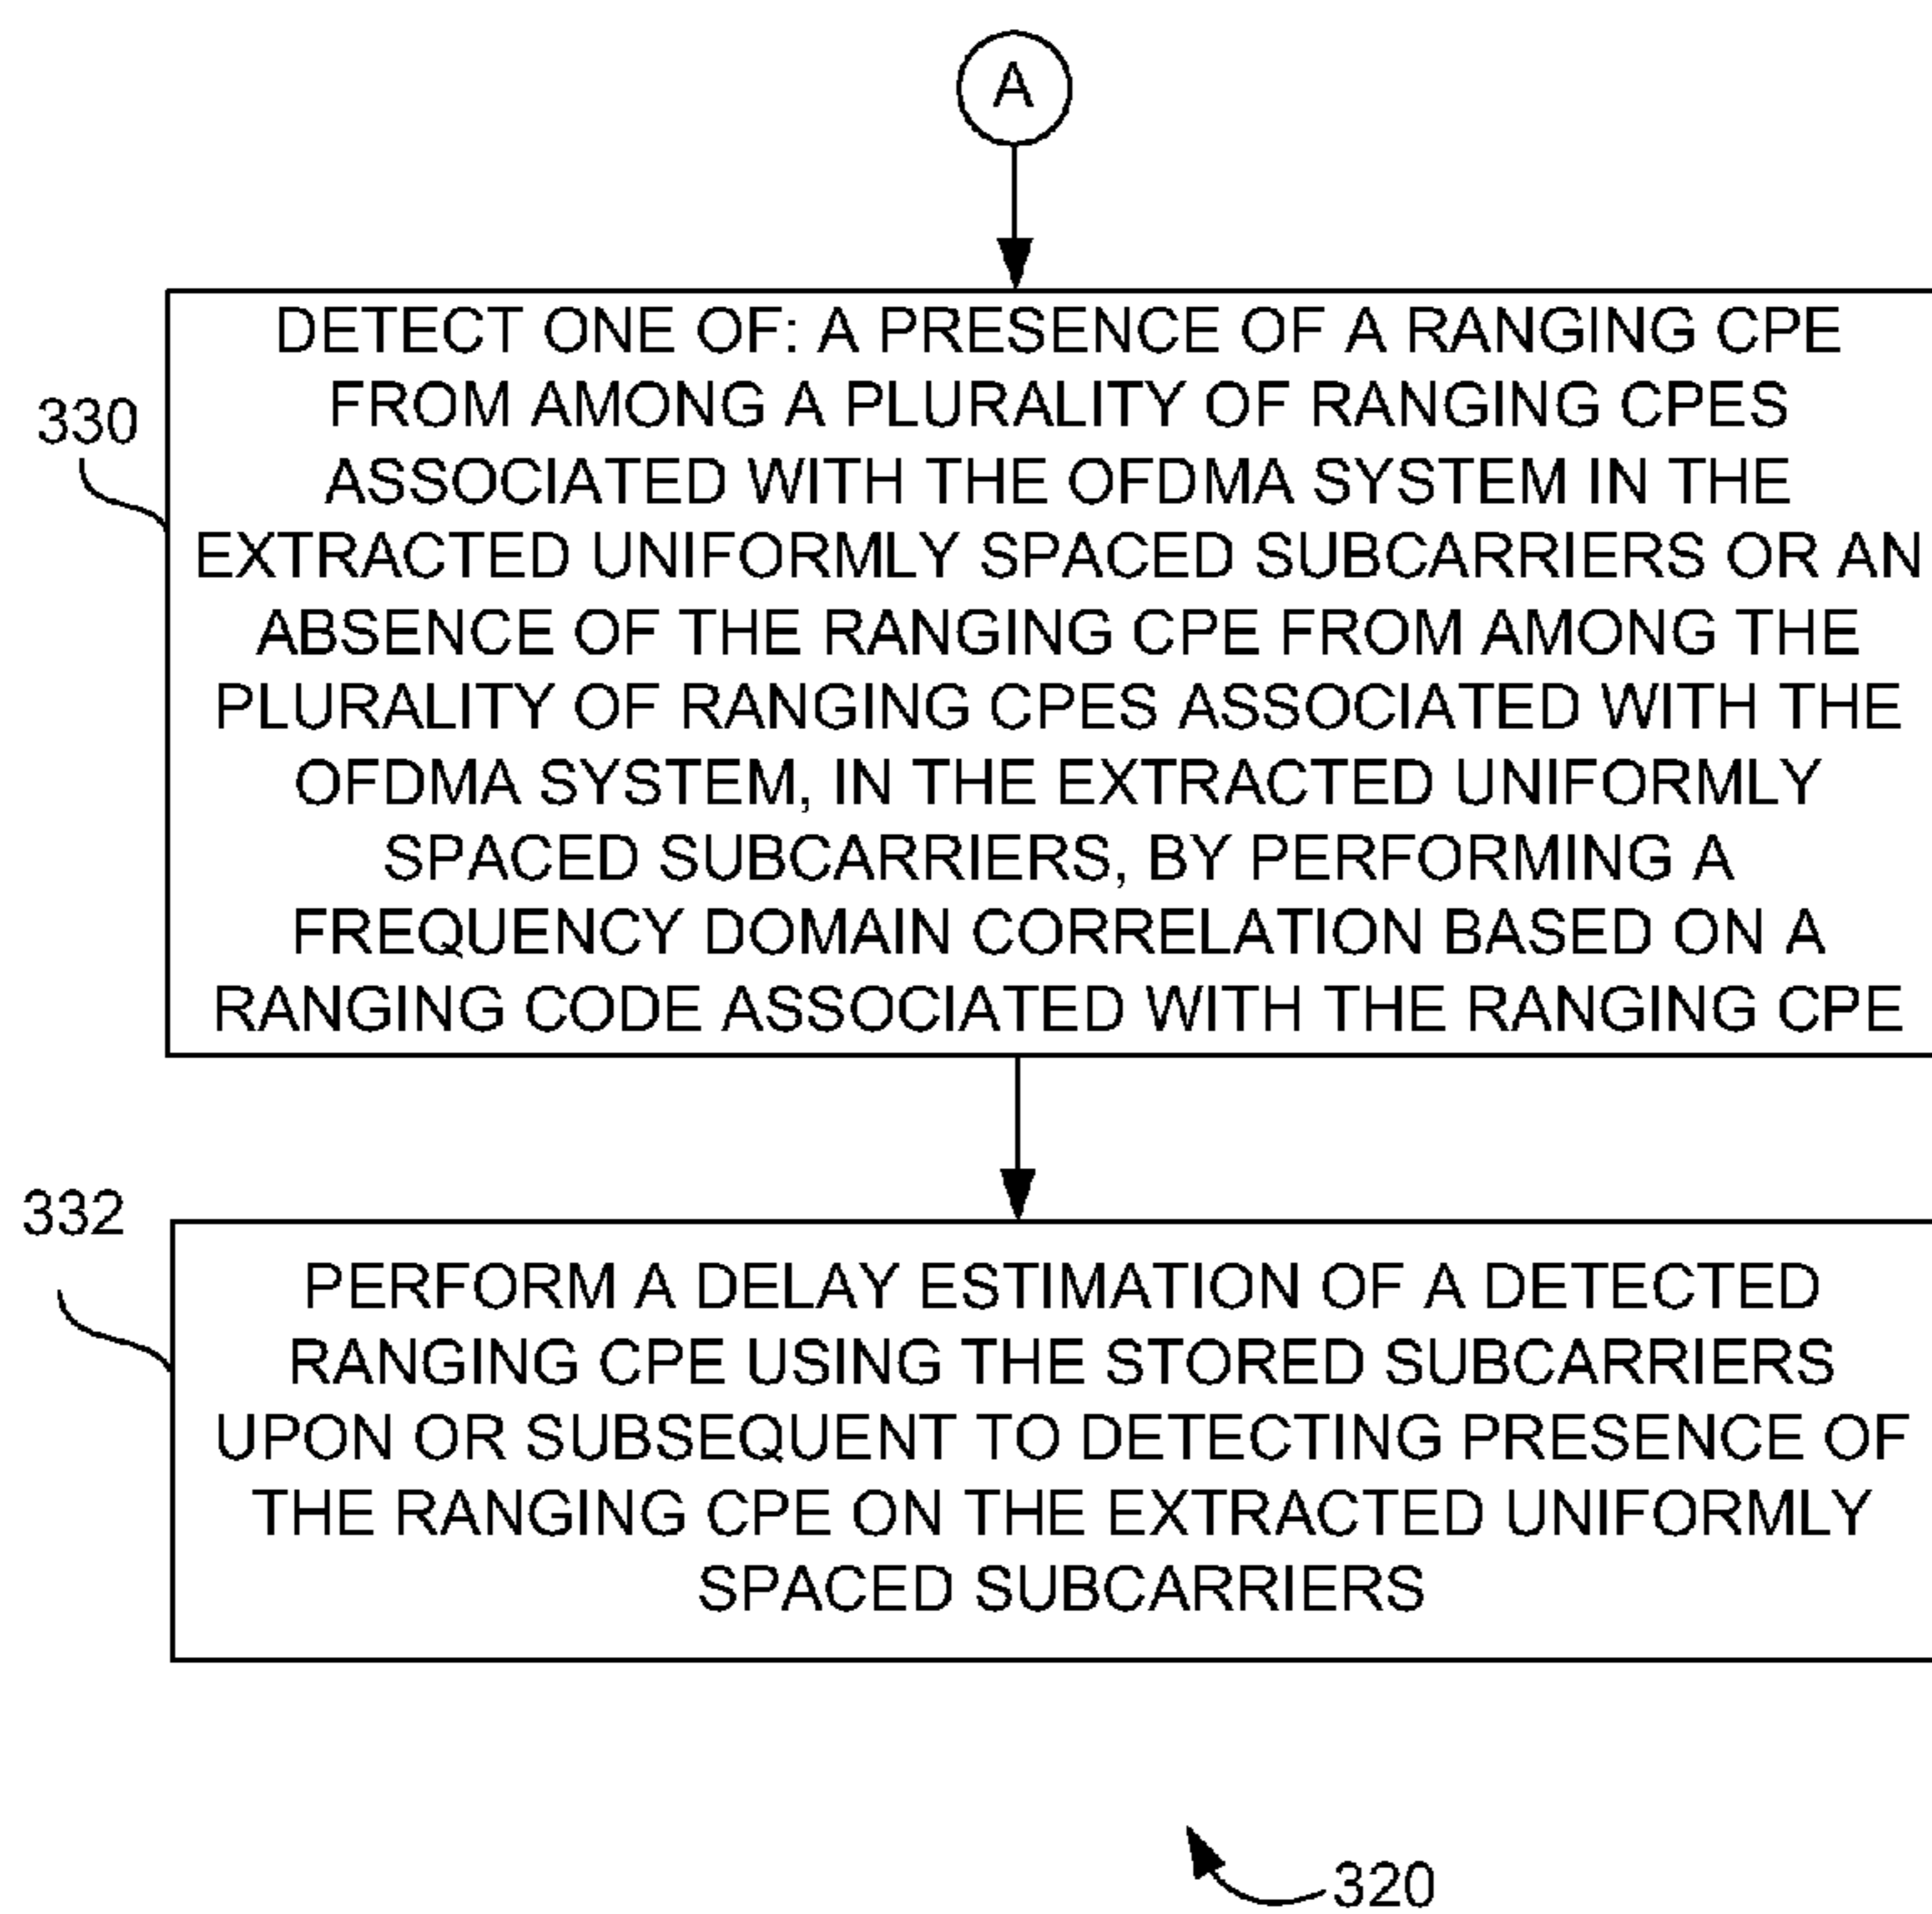 A
330
DETECT ONE OF: A PRESENCE OF A RANGING CPE
FROM AMONG A PLURALITY OF RANGING CPES
ASSOCIATED WITH THE OFDMA SYSTEM IN THE
EXTRACTED UNIFORMLY SPACED SUBCARRIERS OR AN
ABSENCE OF THE RANGING CPE FROM AMONG THE
PLURALITY OF RANGING CPES ASSOCIATED WITH THE
OFDMA SYSTEM, IN THE EXTRACTED UNIFORMLY
SPACED SUBCARRIERS, BY PERFORMING A
FREQUENCY DOMAIN CORRELATION BASED ON A
RANGING CODE ASSOCIATED WITH THE RANGING CPE
332
PERFORM A DELAY ESTIMATION OF A DETECTED
RANGING CPE USING THE STORED SUBCARRIERS
UPON OR SUBSEQUENT TO DETECTING PRESENCE OF
THE RANGING CPE ON THE EXTRACTED UNIFORMLY
SPACED SUBCARRIERS
320